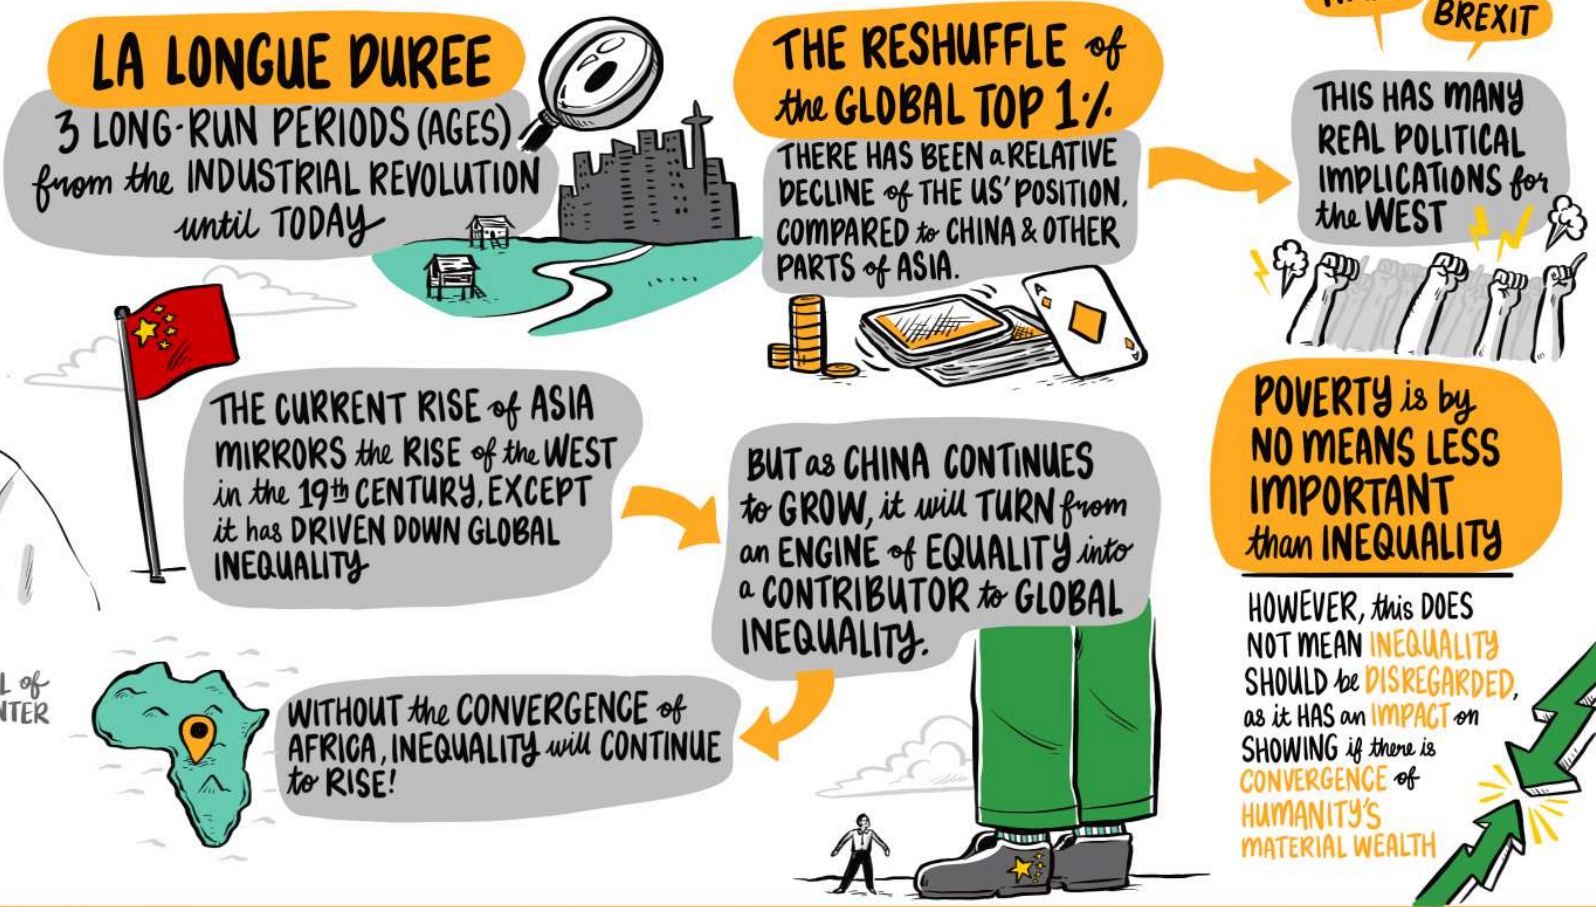 LA LONGUE DUREE
3 LONG-RUN PERIODS (AGES)
from the INDUSTRIAL REVOLUTION
until TODAY
THE CURRENT RISE of ASIA
MIRRORS the RISE of the WEST
in the 19th CENTURY, EXCEPT
it has DRIVEN DOWN GLOBAL
INEQUALITY
WITHOUT the CONVERGENCE of
AFRICA, INEQUALITY will CONTINUE
to RISE!
THE RESHUFFLE of
the GLOBAL TOP 1%
THERE HAS BEEN a RELATIVE
DECLINE of THE US' POSITION,
COMPARED to CHINA & OTHER
PARTS of ASIA.
A
A
BUT as CHINA CONTINUES
to GROW, it will TURN from
an ENGINE of EQUALITY into
a CONTRIBUTOR to GLOBAL
INEQUALITY.
BREXIT
THIS HAS MANY
REAL POLITICAL
IMPLICATIONS for
the WEST
POVERTY is by
NO MEANS LESS
IMPORTANT
than INEQUALITY
HOWEVER, this DOES
NOT MEAN INEQUALITY
SHOULD be DISREGARDED,
as it HAS an IMPACT on
SHOWING if there is
CONVERGENCE of
HUMANITY'S
MATERIAL WEALTH
of